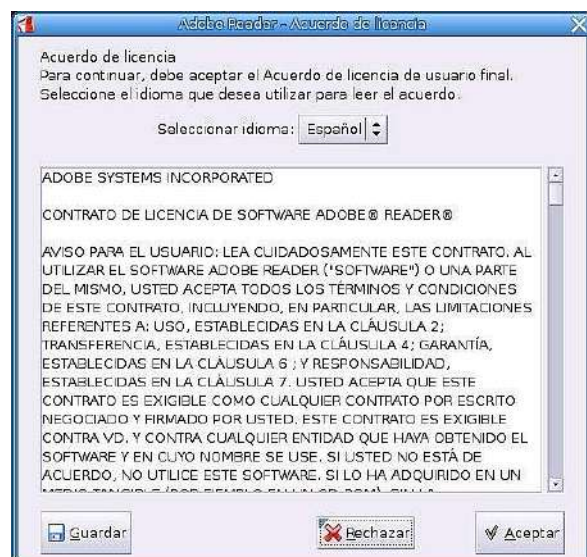 Adobe Reader - Acuerdo de licencia
Acuerdo de licencia
Para continuar, debe aceptar el Acuerdo de licencia de usuario final.
Seleccione el idioma que desea utilizar para leer el acuerdo.
Seleccionar idioma: Español
ADOBE SYSTEMS INCORPORATED
CONTRATO DE LICENCIA DE SOFTWARE ADOBE® READER®
AVISO PARA EL USUARIO: LEA CUIDADOSAMENTE ESTE CONTRATO. AL
UTILIZAR EL SOFTWARE ADOBE READER ("SOFTWARE") O UNA PARTE
DEL MISMO, USTED ACEPTA TODOS LOS TÉRMINOS Y CONDICIONES
DE ESTE CONTRATO, INCLUYENDO, EN PARTICULAR, LAS LIMITACIONES
REFERENTES A: USO, ESTABLECIDAS EN LA CLÁUSULA 2;
TRANSFERENCIA, ESTABLECIDAS EN LA CLÁUSULA 4; GARANTÍA,
ESTABLECIDAS EN LA CLÁUSULA 6 ; Y RESPONSABILIDAD,
ESTABLECIDAS EN LA CLÁUSULA 7. USTED ACEPTA QUE ESTE
CONTRATO ES EXIGIBLE COMO CUALQUIER CONTRATO POR ESCRITO
NEGOCIADO Y FIRMADO POR USTED. ESTE CONTRATO ES EXIGIBLE
CONTRA VD. Y CONTRA CUALQUIER ENTIDAD QUE HAYA OBTENIDO EL
SOFTWARE Y EN CUYO NOMBRE SE USE. SI USTED NO ESTÁ DE
ACUERDO, NO UTILICE ESTE SOFTWARE. SI LO HA ADQUIRIDO EN UN
Guardar
Rechazar
Aceptar